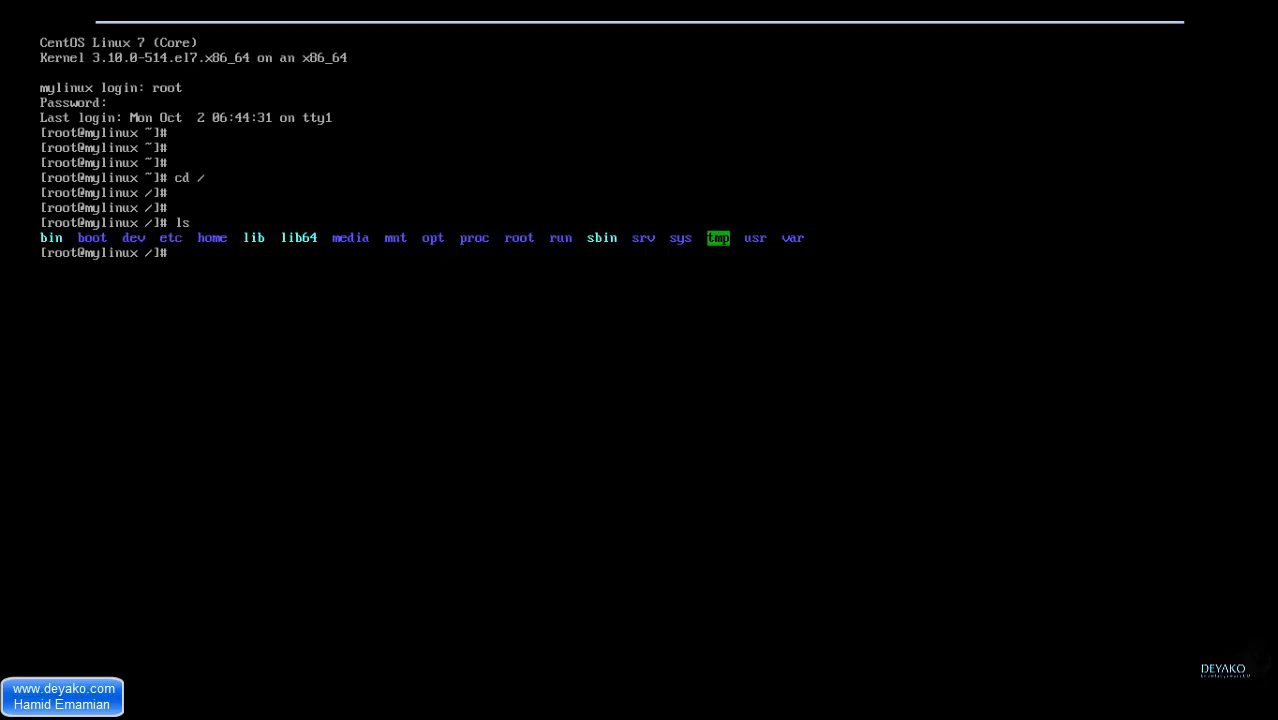 CentOS Linux 7 (Core)
Kernel 3.10.0-514.el7.x86_64 on an x86_64
mylinux login: root
Password:
Last login: Mon Oct  2 06:44:31 on tty1
[root@mylinux ~]#
[root@mylinux ~]#
[root@mylinux ~]#
[root@mylinux ~]# cd /
[root@mylinux /]#
[root@mylinux /]#
[root@mylinux /]# ls
bin  boot  dev  etc  home  lib  lib64  media  mnt  opt  proc  root  run  sbin  srv  sys  tmp  usr  var
[root@mylinux /]#
DEYAKO
www.deyako.com
Hamid Emamian